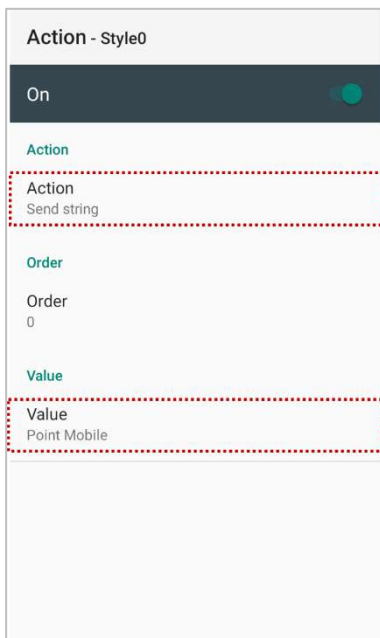 Action - Style0
On
Action
Action
Send string
Order
Order
0
Value
Value
Point Mobile